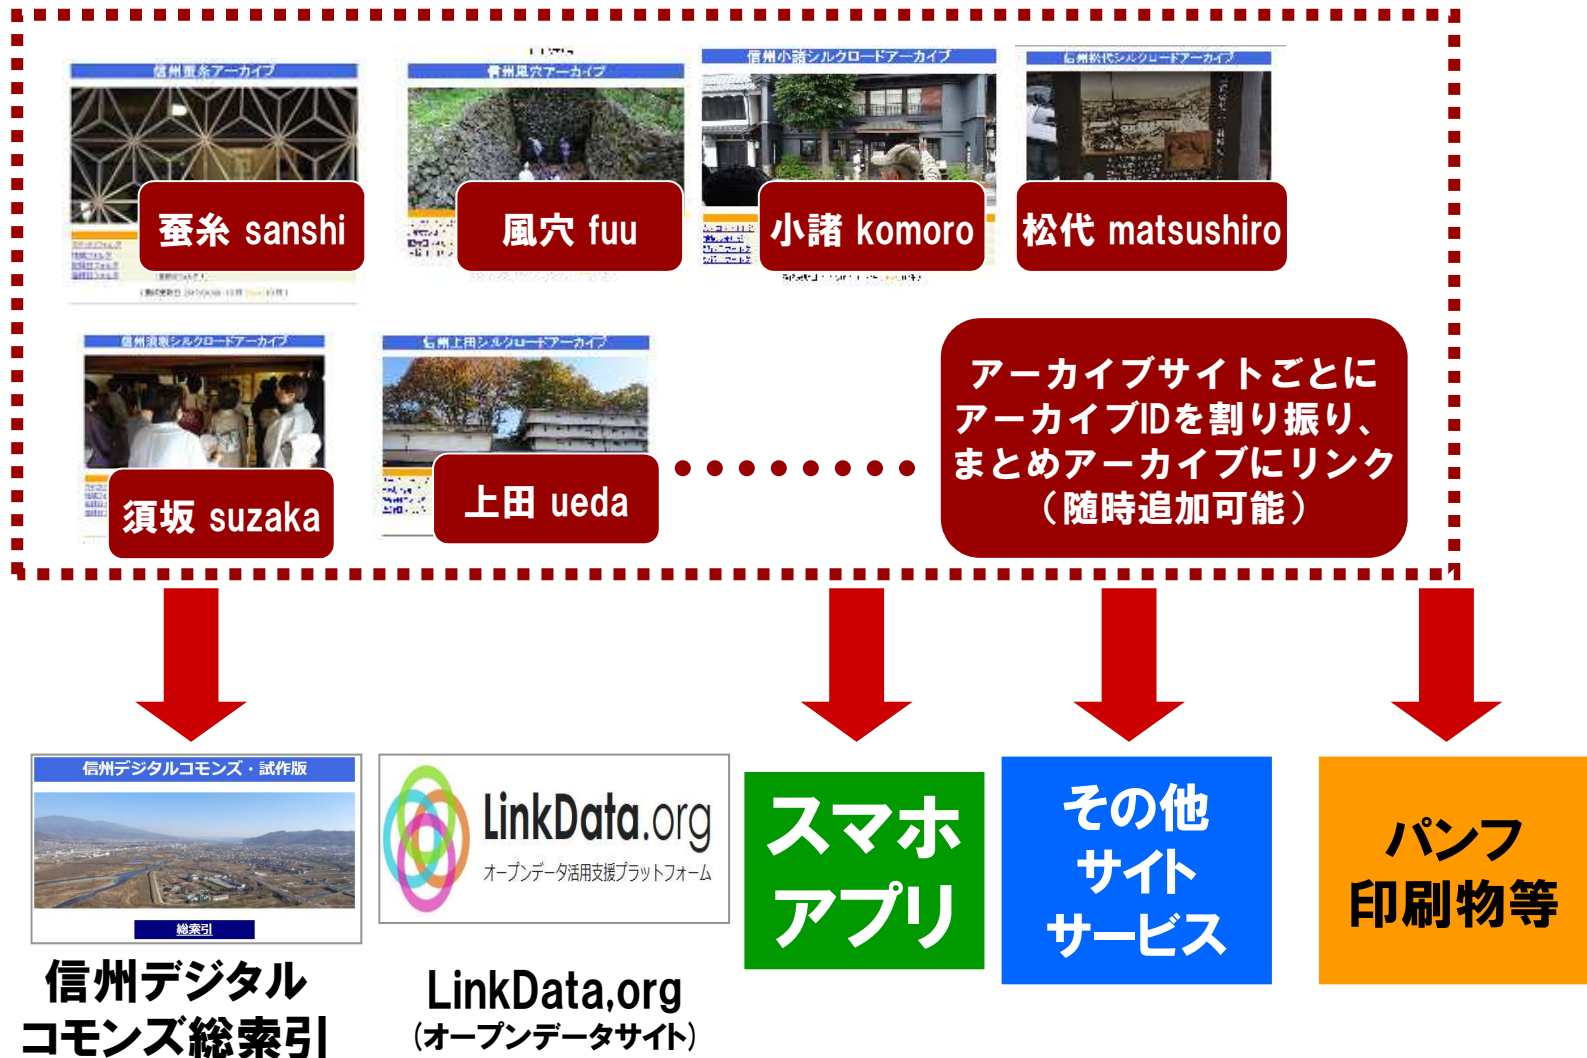 信州蚕糸アーカイブ
信州風穴アーカイブ
信州小諸シルクロードアーカイブ
信州松代シルクロードアーカイブ
蚕糸 sanshi
風穴 fuu
小諸 komoro
松代 matsushiro
信州須坂シルクロードアーカイブ
信州上田シルクロードアーカイブ
須坂 suzaka
上田 ueda
アーカイブサイトごとに
アーカイブIDを割り振り、
まとめアーカイブにリンク
（随時追加可能）
信州デジタルコモンズ・試作版
総索引
信州デジタル
コモンズ総索引
LinkData.org
オープンデータ活用支援プラットフォーム
LinkData,org
(オープンデータサイト)
スマホ
アプリ
その他
サイト
サービス
パンフ
印刷物等